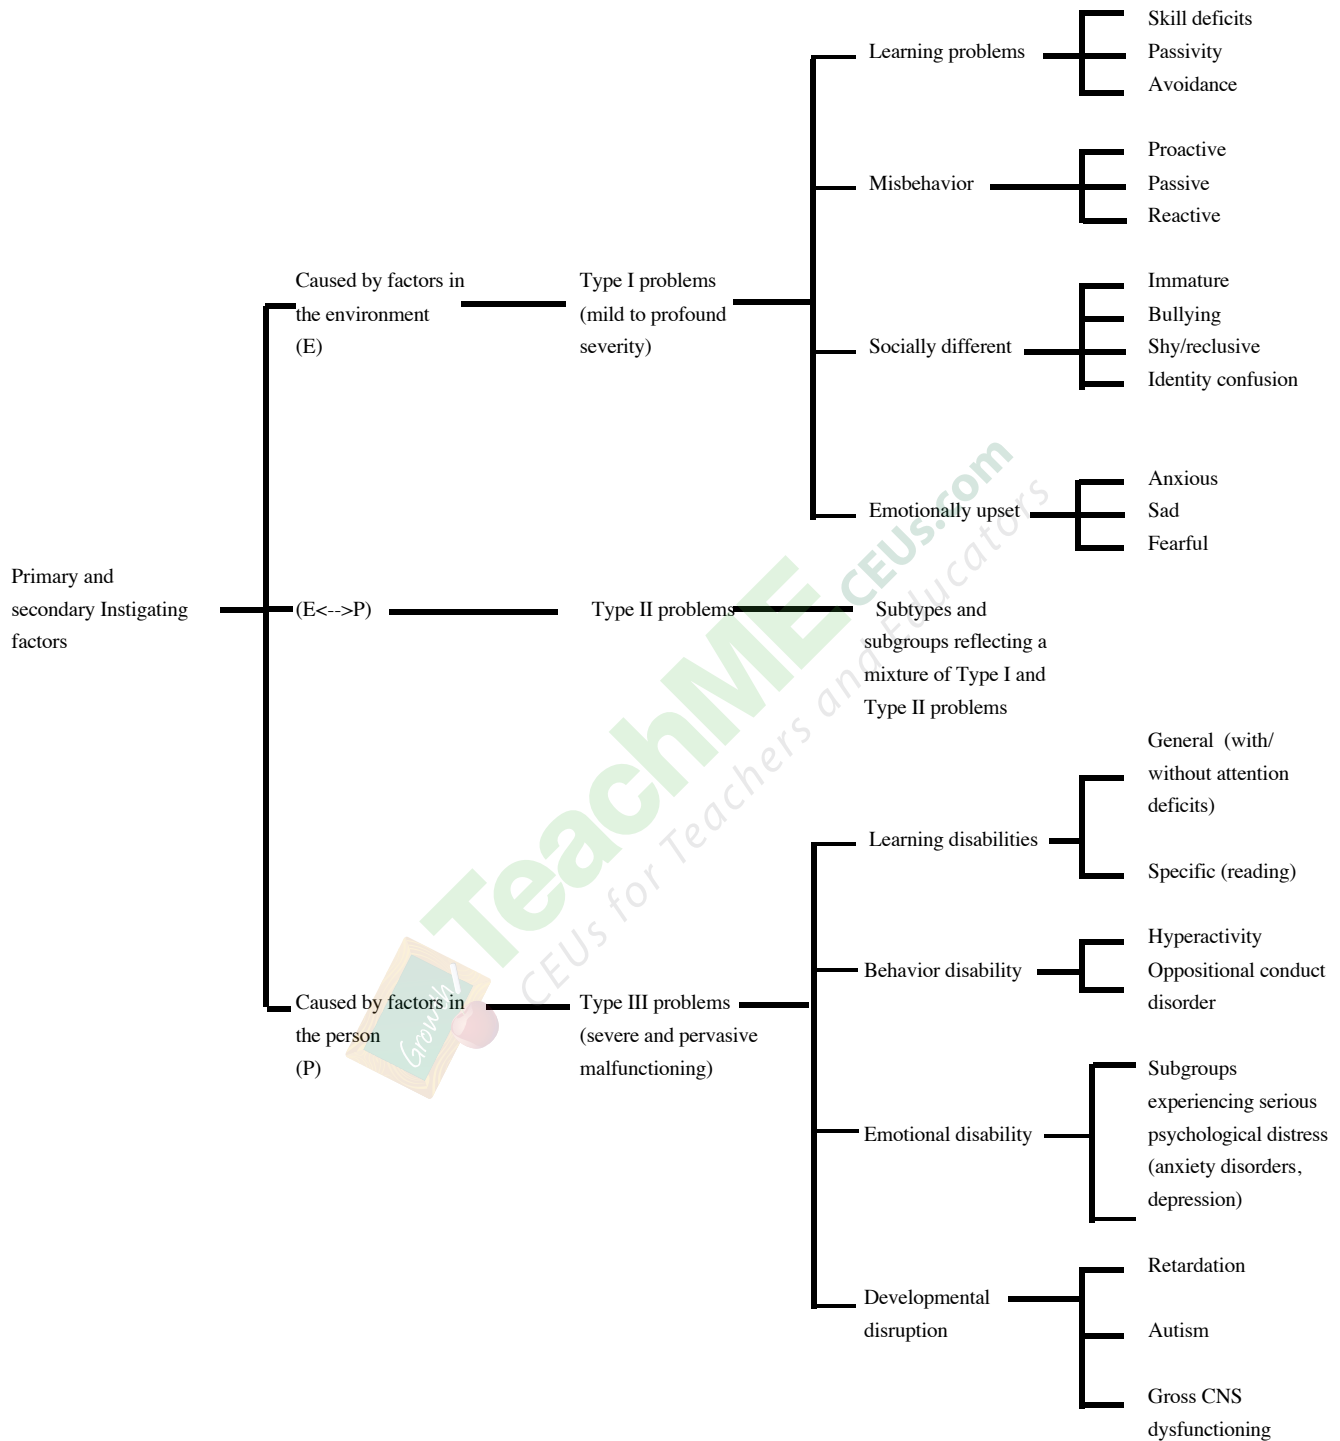 Skill deficits
Learning problems
Passivity
Avoidance
Proactive
Misbehavior
Passive
Reactive
Caused by factors in
the environment
(E)
Type I problems
(mild to profound
severity)
Immature
Bullying
Socially different
Shy/reclusive
Identity confusion
Anxious
Emotionally upset
Sad
Fearful
Primary and
secondary Instigating
factors
(E<-->P)
Type II problems
Subtypes and
subgroups reflecting a
mixture of Type I and
Type II problems
General (with/
without attention
deficits)
Learning disabilities
Specific (reading)
Hyperactivity
Behavior disability
Oppositional conduct
disorder
Caused by factors in
the person
(P)
Type III problems
(severe and pervasive
malfunctioning)
Subgroups
experiencing serious
Emotional disability
psychological distress
(anxiety disorders,
depression)
Retardation
Developmental
disruption
Autism
Gross CNS
dysfunctioning
TeachMECEUs.com
CEUs for Teachers and Educators
Growth!